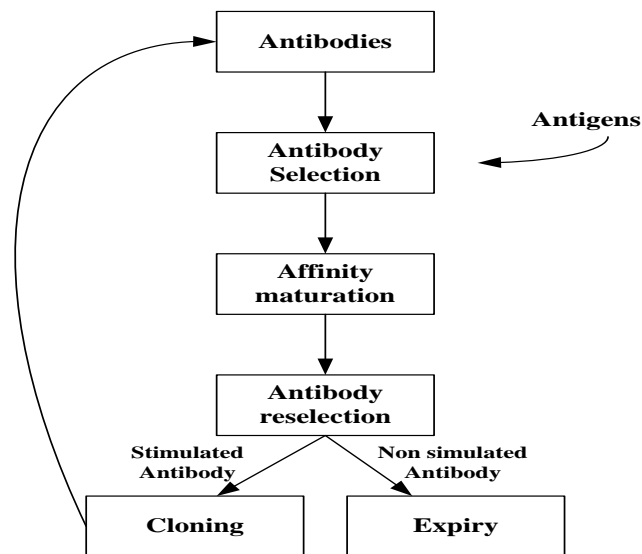 Antibodies
Antigens
Antibody
Selection
Affinity
maturation
Antibody
reselection
Stimulated
Antibody
Non simulated
Antibody
Cloning
Expiry